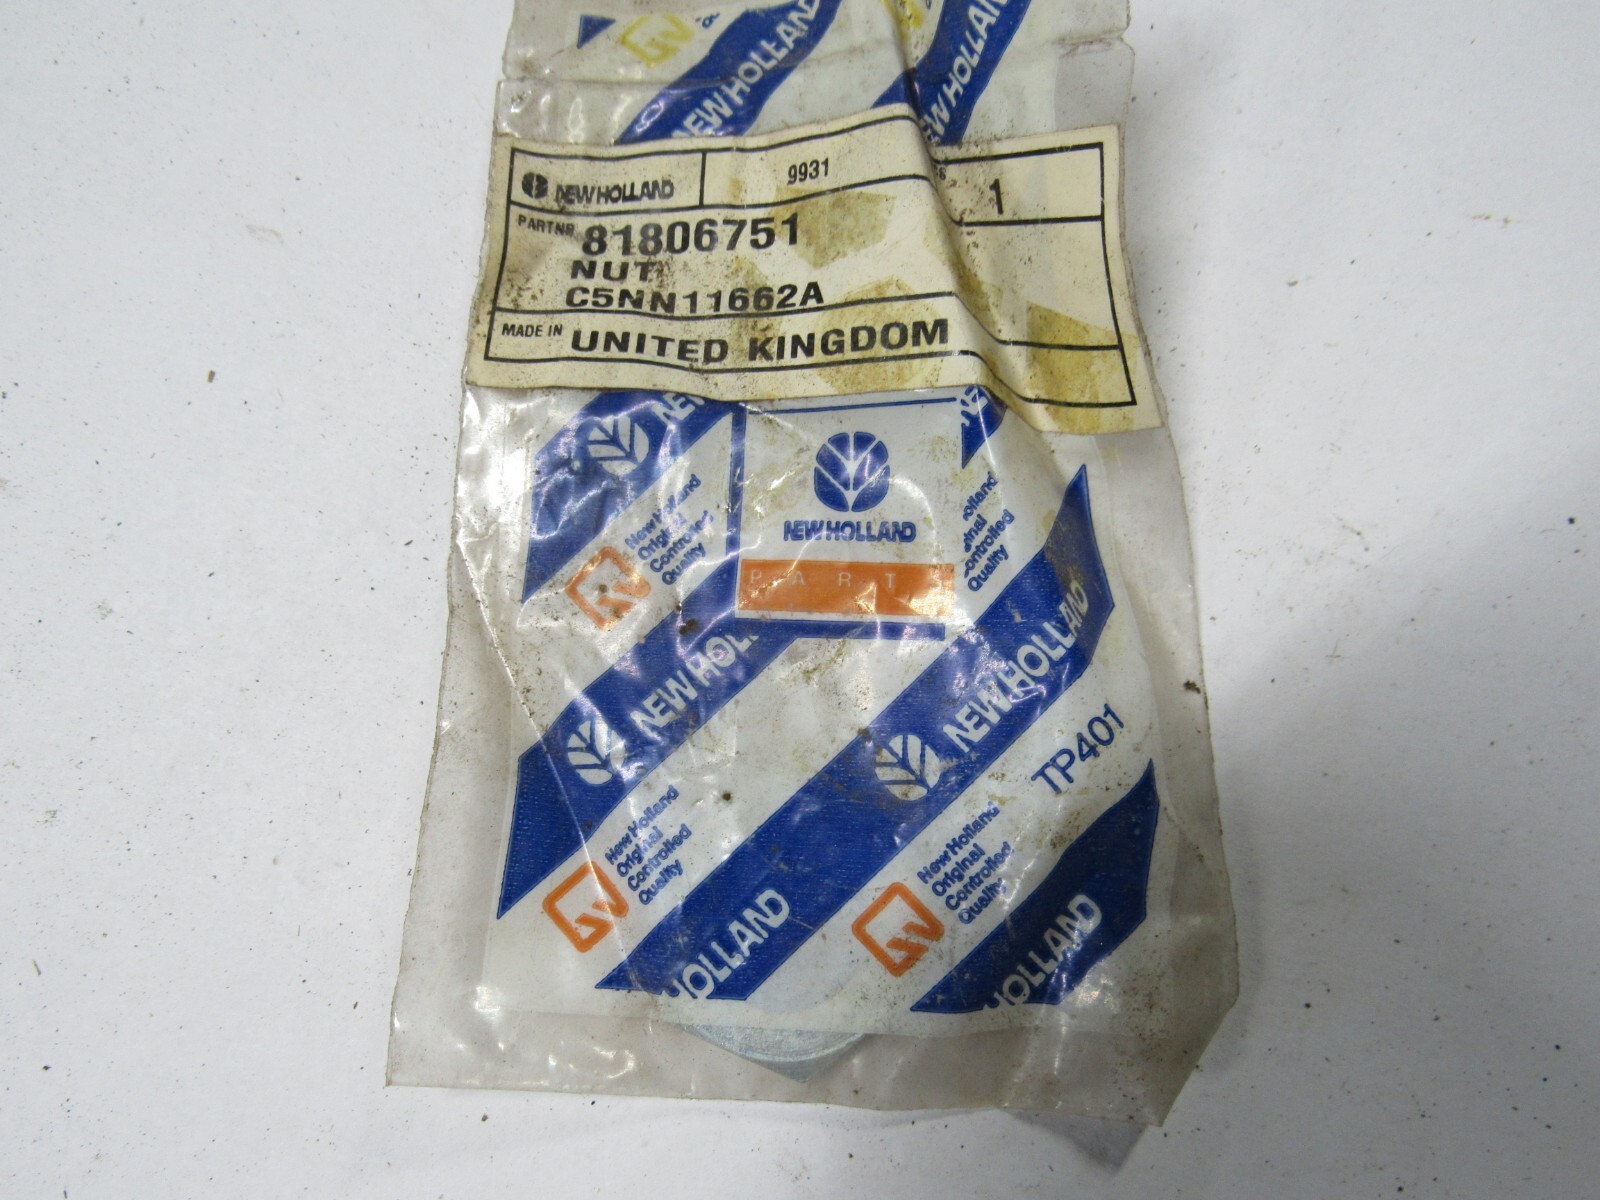 NEW HOLLAND
NEW HOLLAND
NEW HOLLAND
9931
1
PART NR
81806751
NUT
C5NN11662A
MADE IN
UNITED KINGDOM
NEW HOLLAND
PART
New Holland
Original
Controlled
Quality
Controlled
Quality
NEW HOLLAND
NEW HOLLAND
TP401
New Holland
Original
Controlled
Quality
New Holland
Original
Controlled
Quality
HOLLAND
HOLLAND